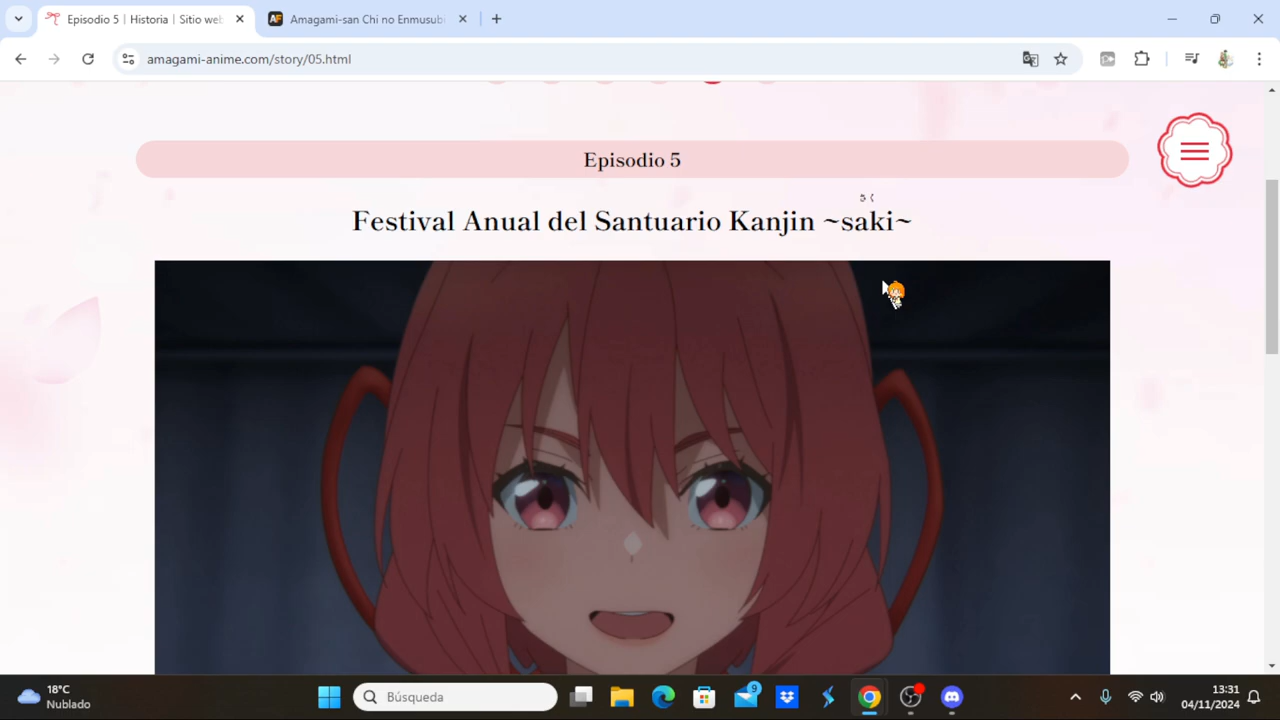 Episodio 5 | Historia | Sitio web
Amagami-san Chi no Enmusubi
amagami-anime.com/story/05.html
Episodio 5
Festival Anual del Santuario Kanjin ~saki~
18°C
Nublado
Búsqueda
9
13:31
04/11/2024